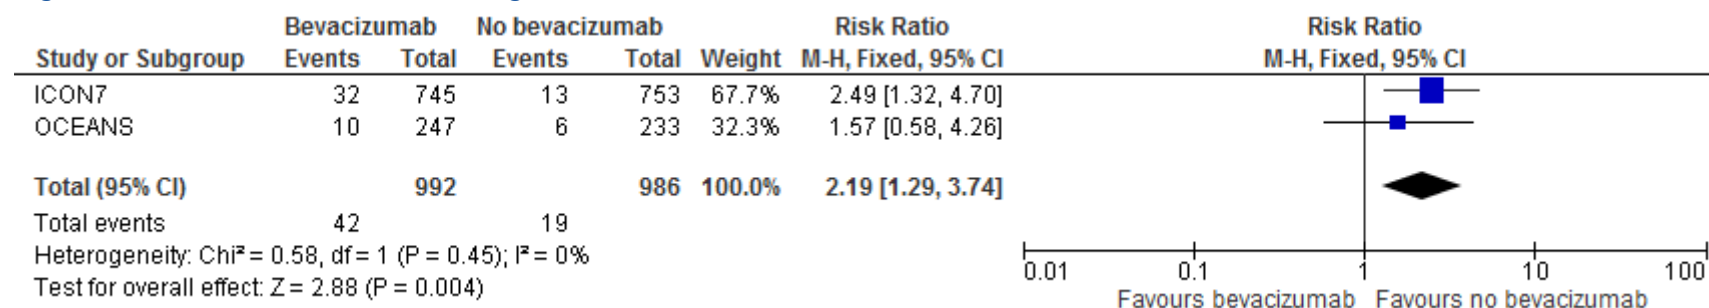 Bevacizumab No bevacizumab Risk Ratio Risk Ratio
Study or Subgroup Events Total Events Total Weight M-H, Fixed, 95% CI M-H, Fixed, 95% CI
ICON7 32 745 13 753 67.7% 2.49 [1.32, 4.70]
OCEANS 10 247 6 233 32.3% 1.57 [0.58, 4.26]
Total (95% CI) 992 986 100.0% 2.19 [1.29, 3.74]
Total events 42 19
Heterogeneity: Chi² = 0.58, df = 1 (P = 0.45); I² = 0%
Test for overall effect: Z = 2.88 (P = 0.004)
0.01 0.1 1 10 100
Favours bevacizumab Favours no bevacizumab